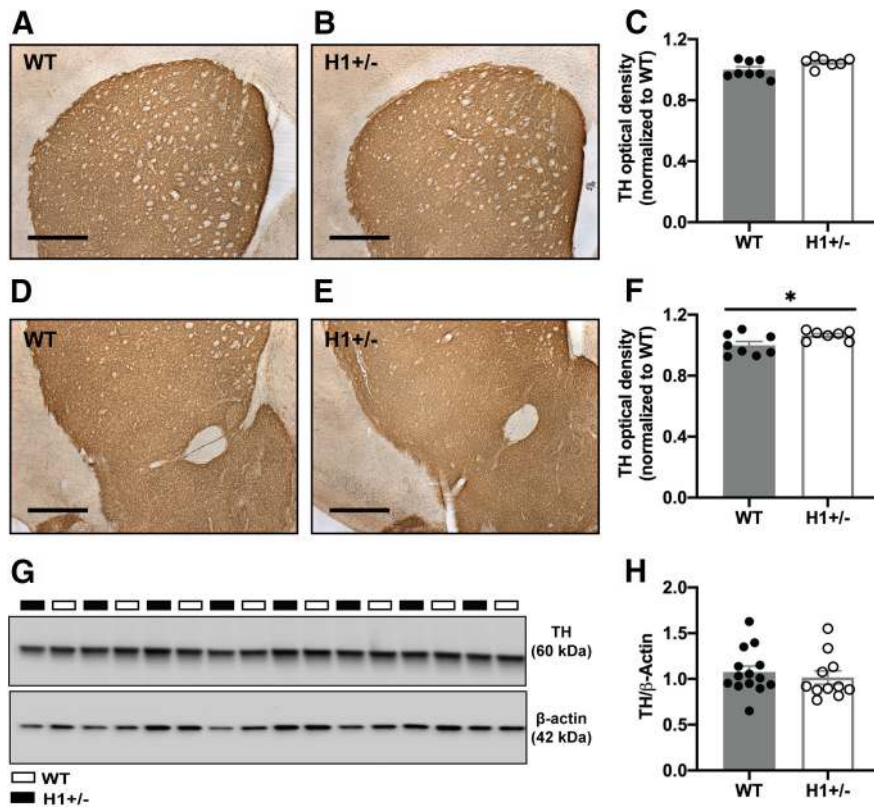 A
WT
B
H1+/-
C
TH optical density
(normalized to WT)
1.2
0.8
0.4
0.0
WT
H1+/-
D
WT
E
H1+/-
F
TH optical density
(normalized to WT)
1.2
0.8
0.4
0.0
*
WT
H1+/-
G
TH
(60 kDa)
β-actin
(42 kDa)
WT
H1+/-
H
TH/β-Actin
2.0
1.5
1.0
0.5
0.0
WT
H1+/-